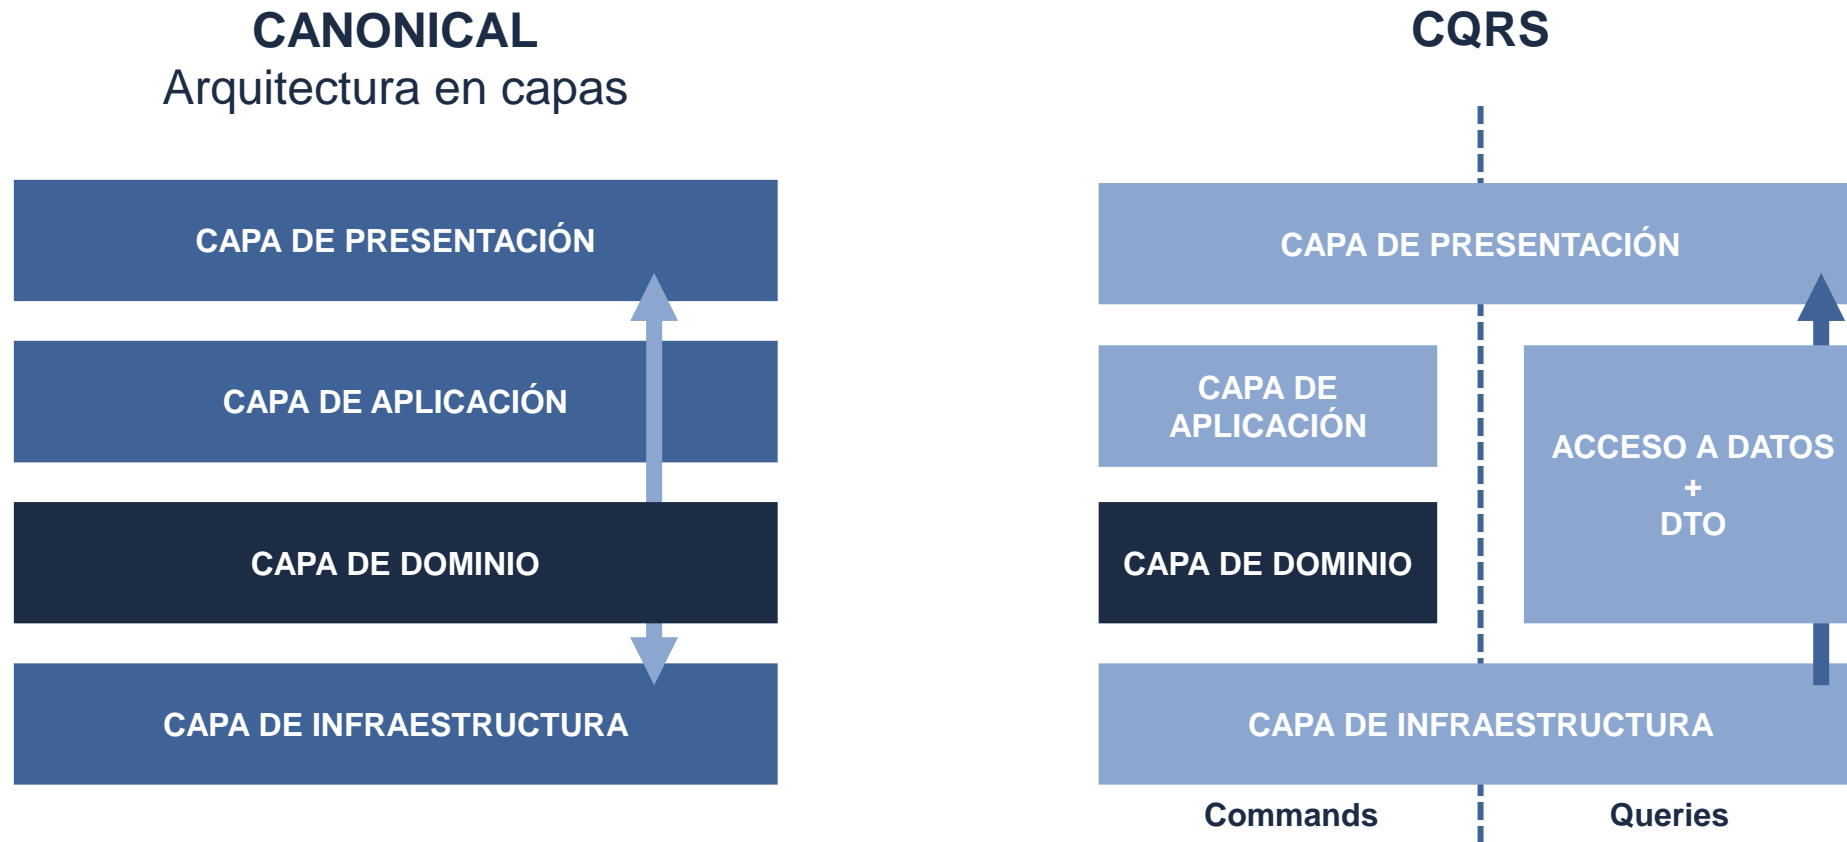 CANONICAL
Arquitectura en capas
CAPA DE PRESENTACIÓN
CAPA DE APLICACIÓN
CAPA DE DOMINIO
CAPA DE INFRAESTRUCTURA
CQRS
CAPA DE PRESENTACIÓN
CAPA DE
APLICACIÓN
CAPA DE DOMINIO
ACCESO A DATOS
+
DTO
CAPA DE INFRAESTRUCTURA
Commands
Queries